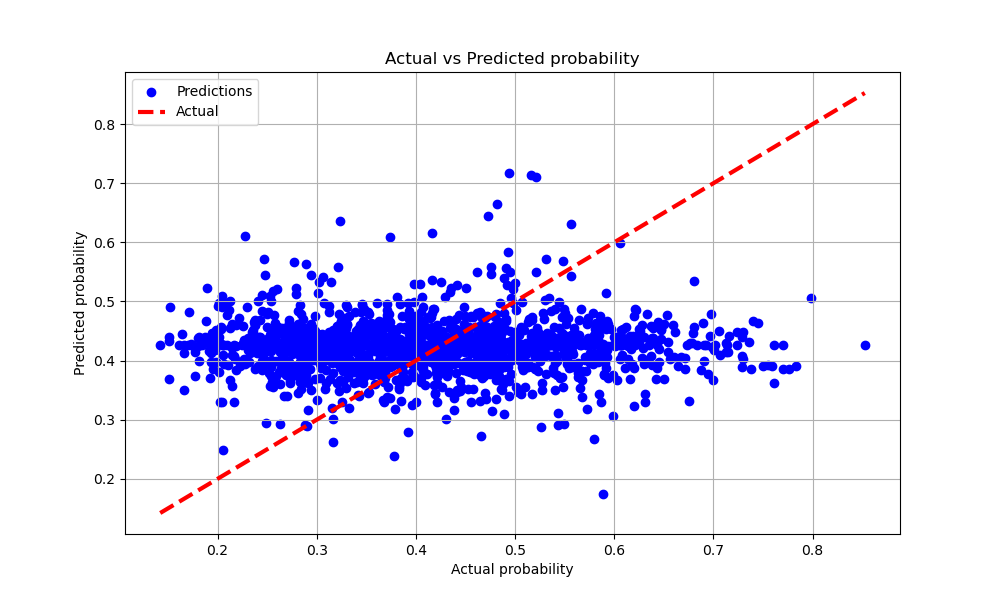 Actual vs Predicted probability
Predictions
Actual
0.8
0.7
0.6
0.5
0.4
0.3
0.2
Predicted probability
0.2 0.3 0.4 0.5 0.6 0.7 0.8
Actual probability